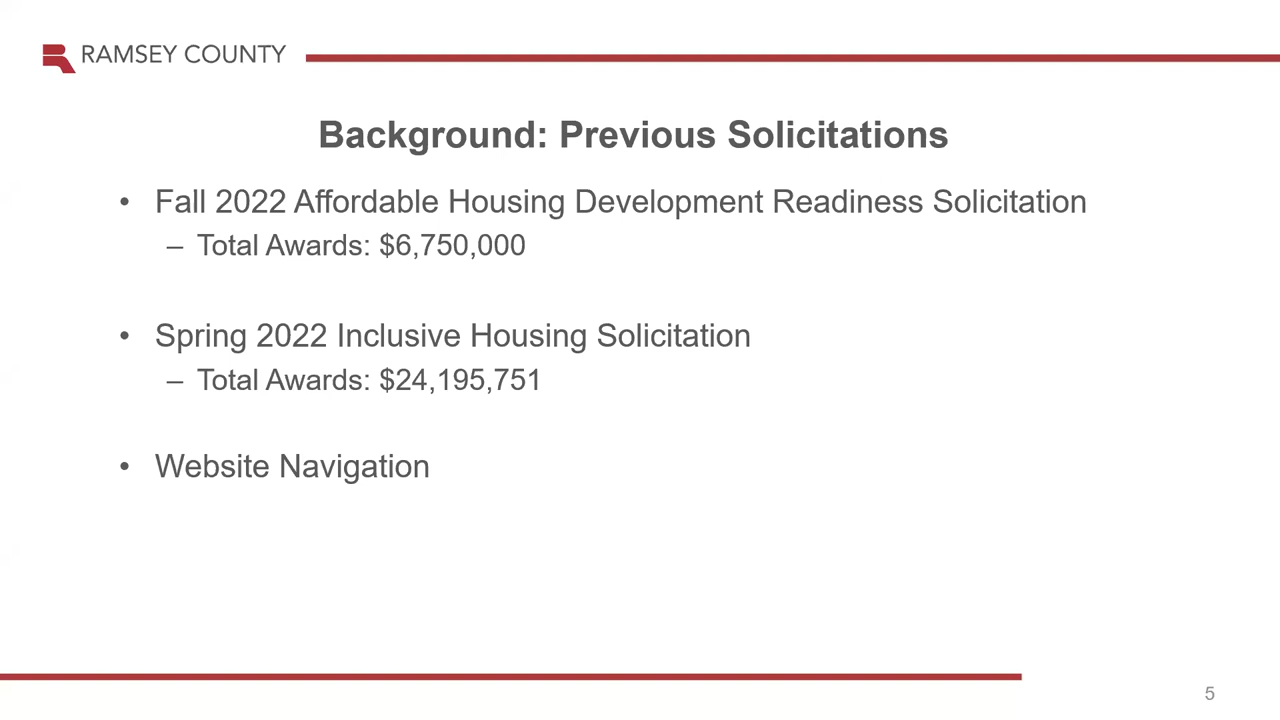 RAMSEY COUNTY
Background: Previous Solicitations
• Fall 2022 Affordable Housing Development Readiness Solicitation
– Total Awards: $6,750,000
• Spring 2022 Inclusive Housing Solicitation
– Total Awards: $24,195,751
• Website Navigation
5